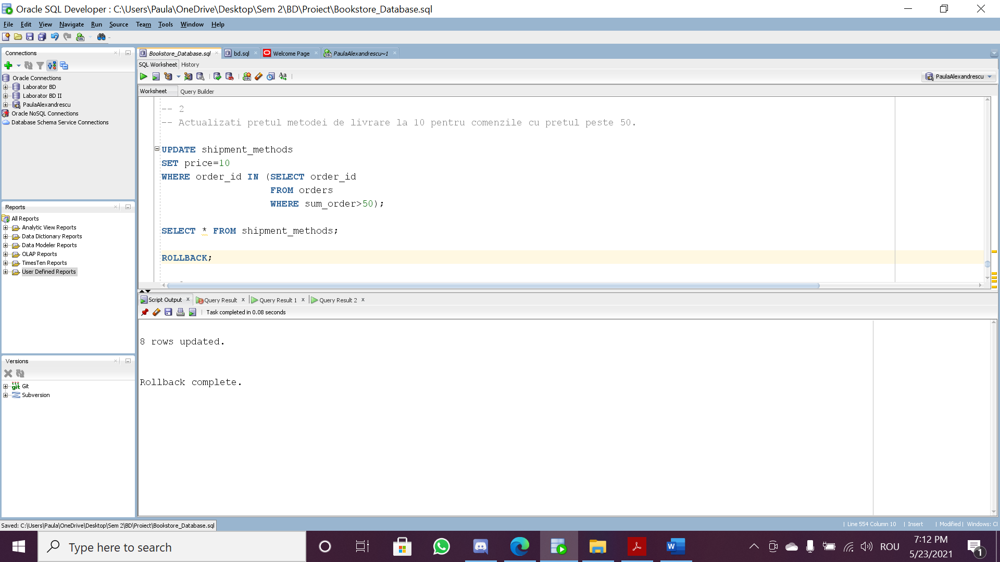 Oracle SQL Developer : C:\Users\Paula\OneDrive\Desktop\Sem 2\BD\Proiect\Bookstore_Database.sql
File Edit View Navigate Run Source Team Tools Window Help
Connections
Oracle Connections
Laborator BD
Laborator BD II
PaulaAlexandrescu
Oracle NoSQL Connections
Database Schema Service Connections
Reports
All Reports
Analytic View Reports
Data Dictionary Reports
Data Modeler Reports
OLAP Reports
TimesTen Reports
User Defined Reports
Versions
Git
Subversion
Bookstore_Database.sql bd.sql Welcome Page PaulaAlexandrescu~1
SQL Worksheet History
PaulaAlexandrescu
Worksheet Query Builder
-- 2
-- Actualizati pretul metodei de livrare la 10 pentru comenzile cu pretul peste 50.
UPDATE shipment_methods
SET price=10
WHERE order_id IN (SELECT order_id
FROM orders
WHERE sum_order>50);
SELECT * FROM shipment_methods;
ROLLBACK;
Script Output Query Result Query Result 1 Query Result 2
Task completed in 0.08 seconds
8 rows updated.
Rollback complete.
Saved: C:\Users\Paula\OneDrive\Desktop\Sem 2\BD\Proiect\Bookstore_Database.sql
Line 554 Column 10 Insert Modified Windows: Cl
Type here to search
ROU
7:12 PM
5/23/2021
1